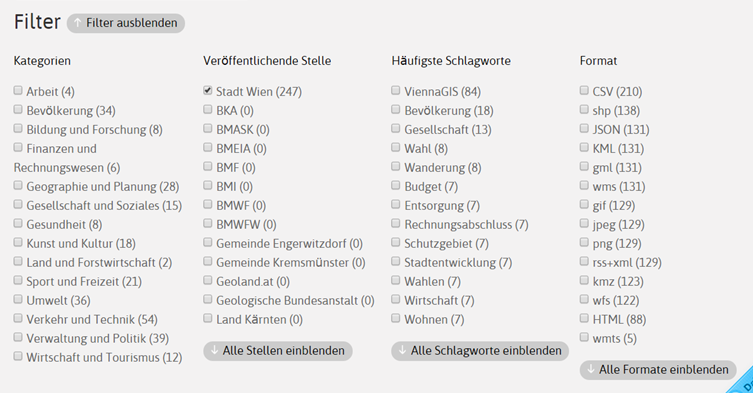 Filter ↑ Filter ausblenden
Kategorien
Arbeit (4)
Bevölkerung (34)
Bildung und Forschung (8)
Finanzen und
Rechnungswesen (6)
Geographie und Planung (28)
Gesellschaft und Soziales (15)
Gesundheit (8)
Kunst und Kultur (18)
Land und Forstwirtschaft (2)
Sport und Freizeit (21)
Umwelt (36)
Verkehr und Technik (54)
Verwaltung und Politik (39)
Wirtschaft und Tourismus (12)
Veröffentlichende Stelle
Stadt Wien (247)
BKA (0)
BMASK (0)
BMEIA (0)
BMF (0)
BMI (0)
BMWF (0)
BMWFW (0)
Gemeinde Engerwitzdorf (0)
Gemeinde Kremsmünster (0)
Geoland.at (0)
Geologische Bundesanstalt (0)
Land Kärnten (0)
↓ Alle Stellen einblenden
Häufigste Schlagworte
ViennaGIS (84)
Bevölkerung (18)
Gesellschaft (13)
Wahl (8)
Wanderung (8)
Budget (7)
Entsorgung (7)
Rechnungsabschluss (7)
Schutzgebiet (7)
Stadtentwicklung (7)
Wahlen (7)
Wirtschaft (7)
Wohnen (7)
↓ Alle Schlagworte einblenden
Format
CSV (210)
shp (138)
JSON (131)
KML (131)
gml (131)
wms (131)
gif (129)
jpeg (129)
png (129)
rss+xml (129)
kmz (123)
wfs (122)
HTML (88)
wmts (5)
↓ Alle Formate einblenden